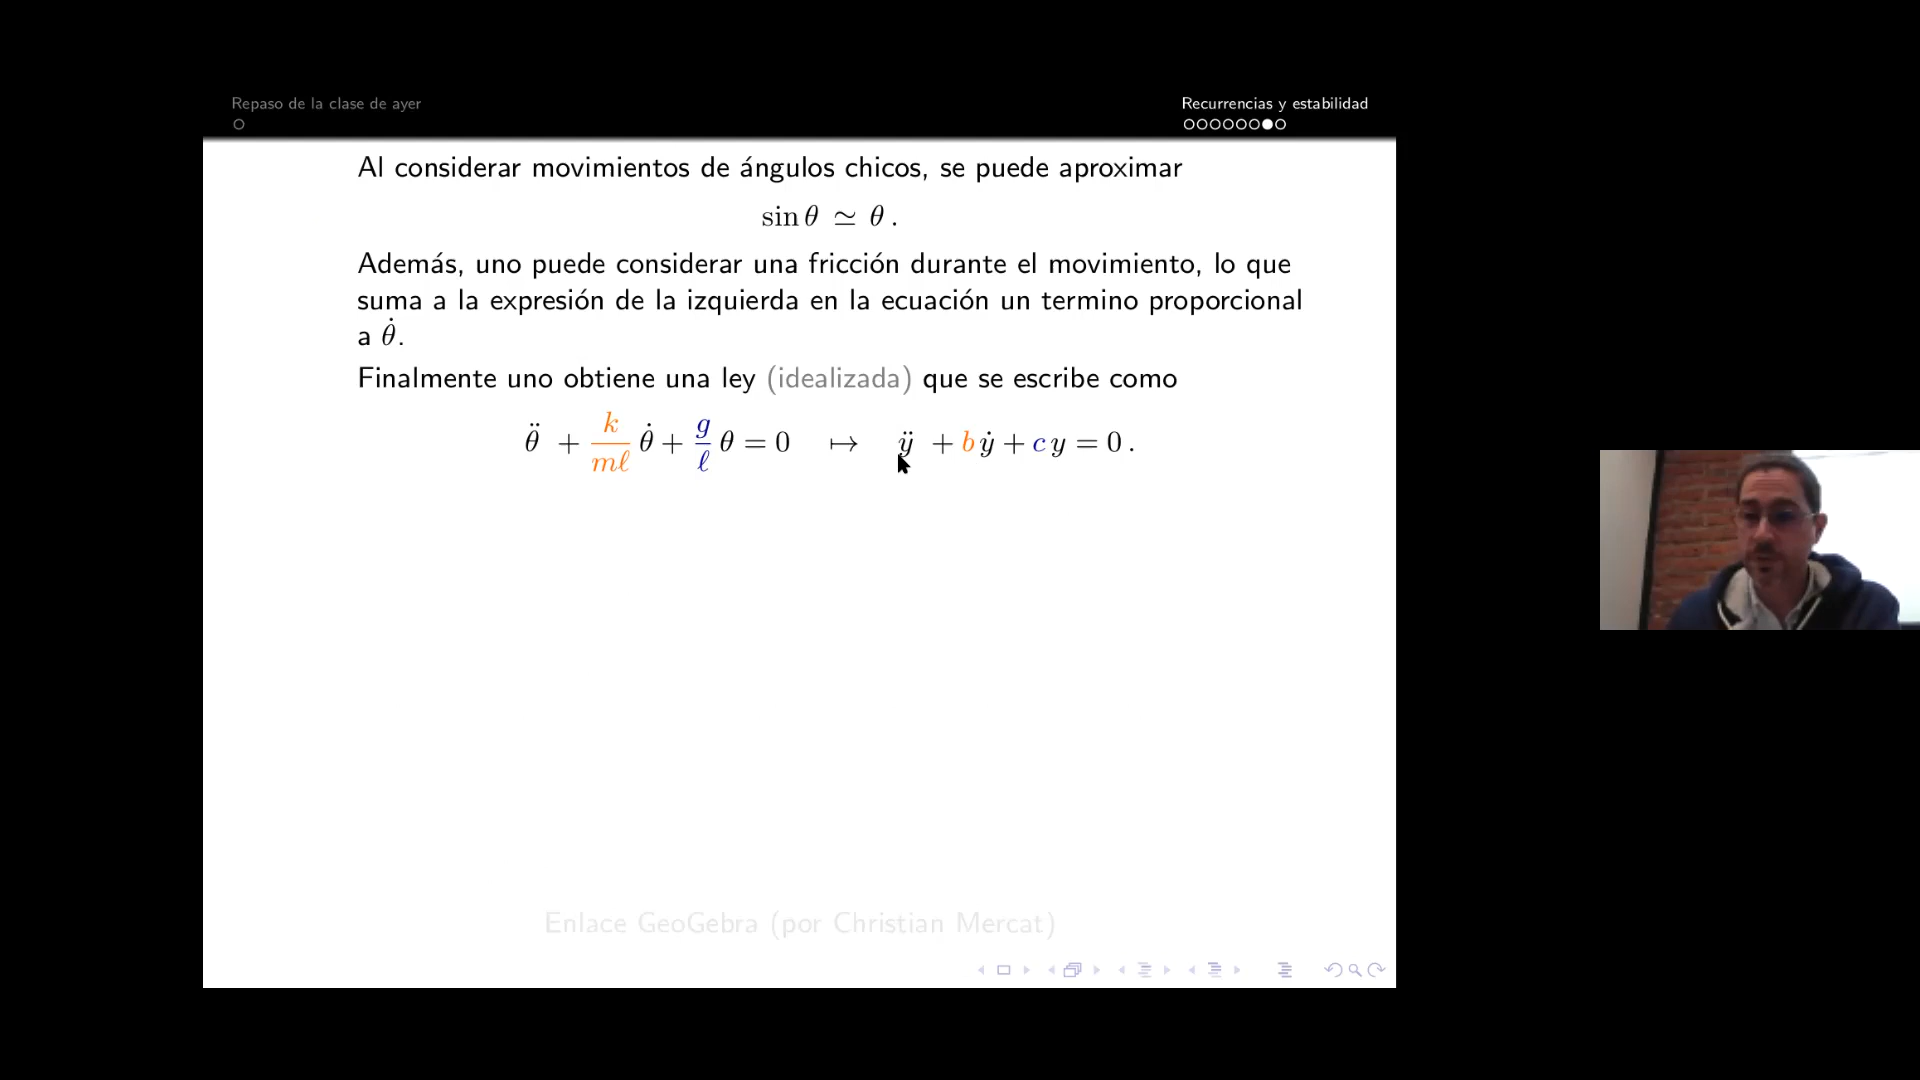 Repaso de la clase de ayer
Recurrencias y estabilidad
Al considerar movimientos de ángulos chicos, se puede aproximar
sin θ ≃ θ .
Además, uno puede considerar una fricción durante el movimiento, lo que
suma a la expresión de la izquierda en la ecuación un termino proporcional
a θ̇.
Finalmente uno obtiene una ley (idealizada) que se escribe como
θ̈ + k/mℓ θ̇ + g/ℓ θ = 0 ↦ ÿ + b ẏ + c y = 0 .
Enlace GeoGebra (por Christian Mercat)